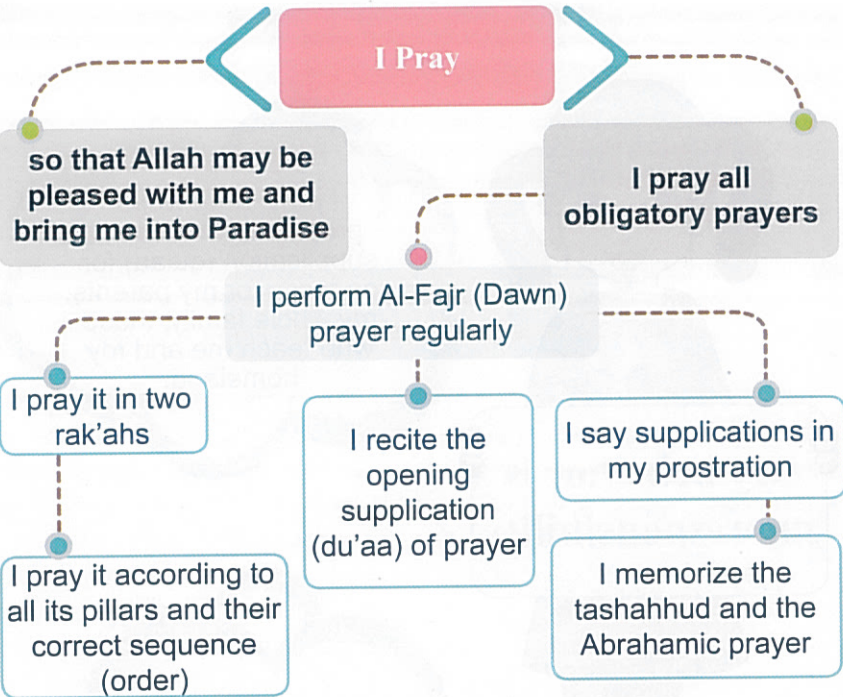 I Pray
so that Allah may be
pleased with me and
bring me into Paradise
I pray all
obligatory prayers
I perform Al-Fajr (Dawn)
prayer regularly
I pray it in two
rak'ahs
I recite the
opening
supplication
(du'aa) of prayer
I say supplications in
my prostration
I pray it according to
all its pillars and their
correct sequence
(order)
I memorize the
tashahhud and the
Abrahamic prayer